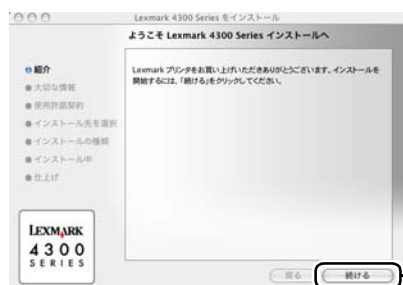 Lexmark 4300 Series をインストール
ようこそ Lexmark 4300 Series インストールへ
紹介
大切な情報
使用許諾契約
インストール先を選択
インストールの種類
インストール中
仕上げ
Lexmark プリンタをお買い上げいただきありがとうございます。インストールを
開始するには、「続ける」をクリックしてください。
LEXMARK
4300
SERIES
戻る
続ける